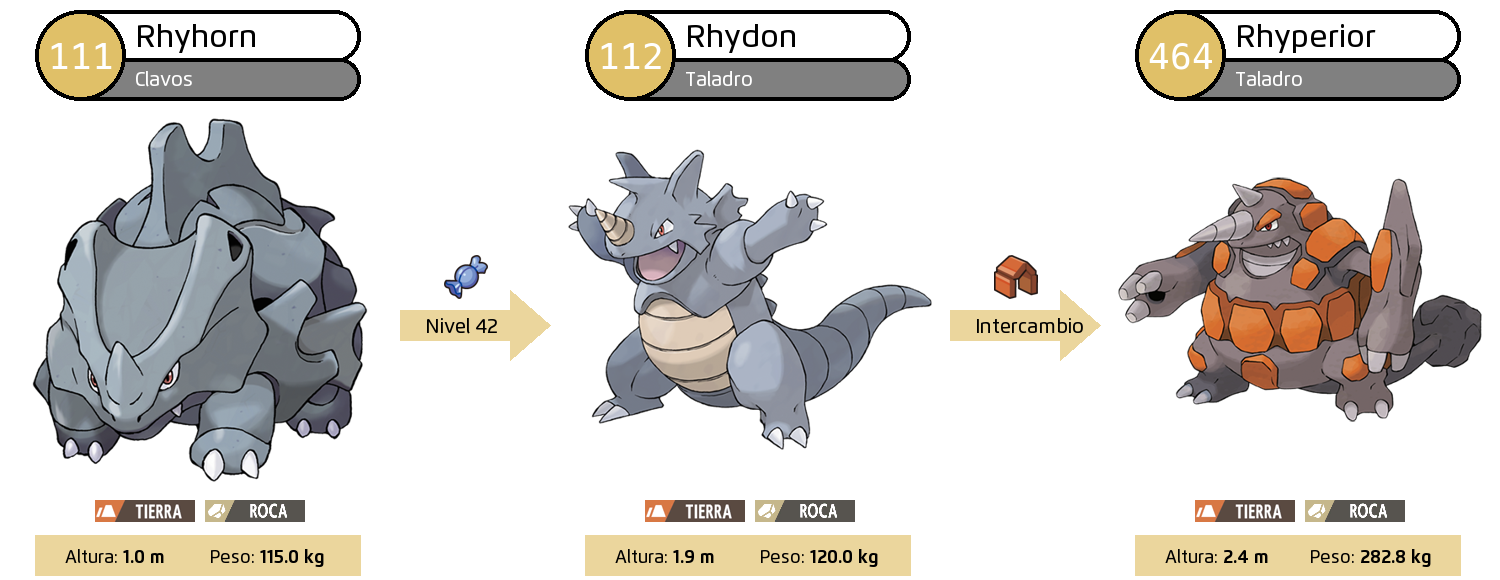 111
Rhyhorn
Clavos
112
Rhydon
Taladro
464
Rhyperior
Taladro
Nivel 42
Intercambio
TIERRA ROCA
TIERRA ROCA
TIERRA ROCA
Altura: 1.0 m Peso: 115.0 kg
Altura: 1.9 m Peso: 120.0 kg
Altura: 2.4 m Peso: 282.8 kg